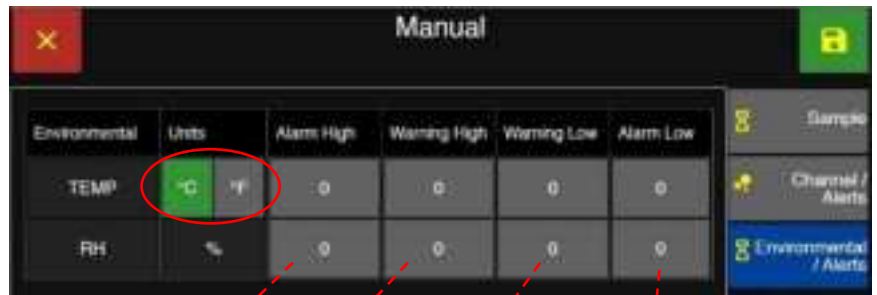 Manual
Environmental Units Alarm High Warning High Warning Low Alarm Low
TEMP °C °F 0 0 0 0
RH % 0 0 0 0
Sample
Channel /
Alerts
Environmental
/ Alerts